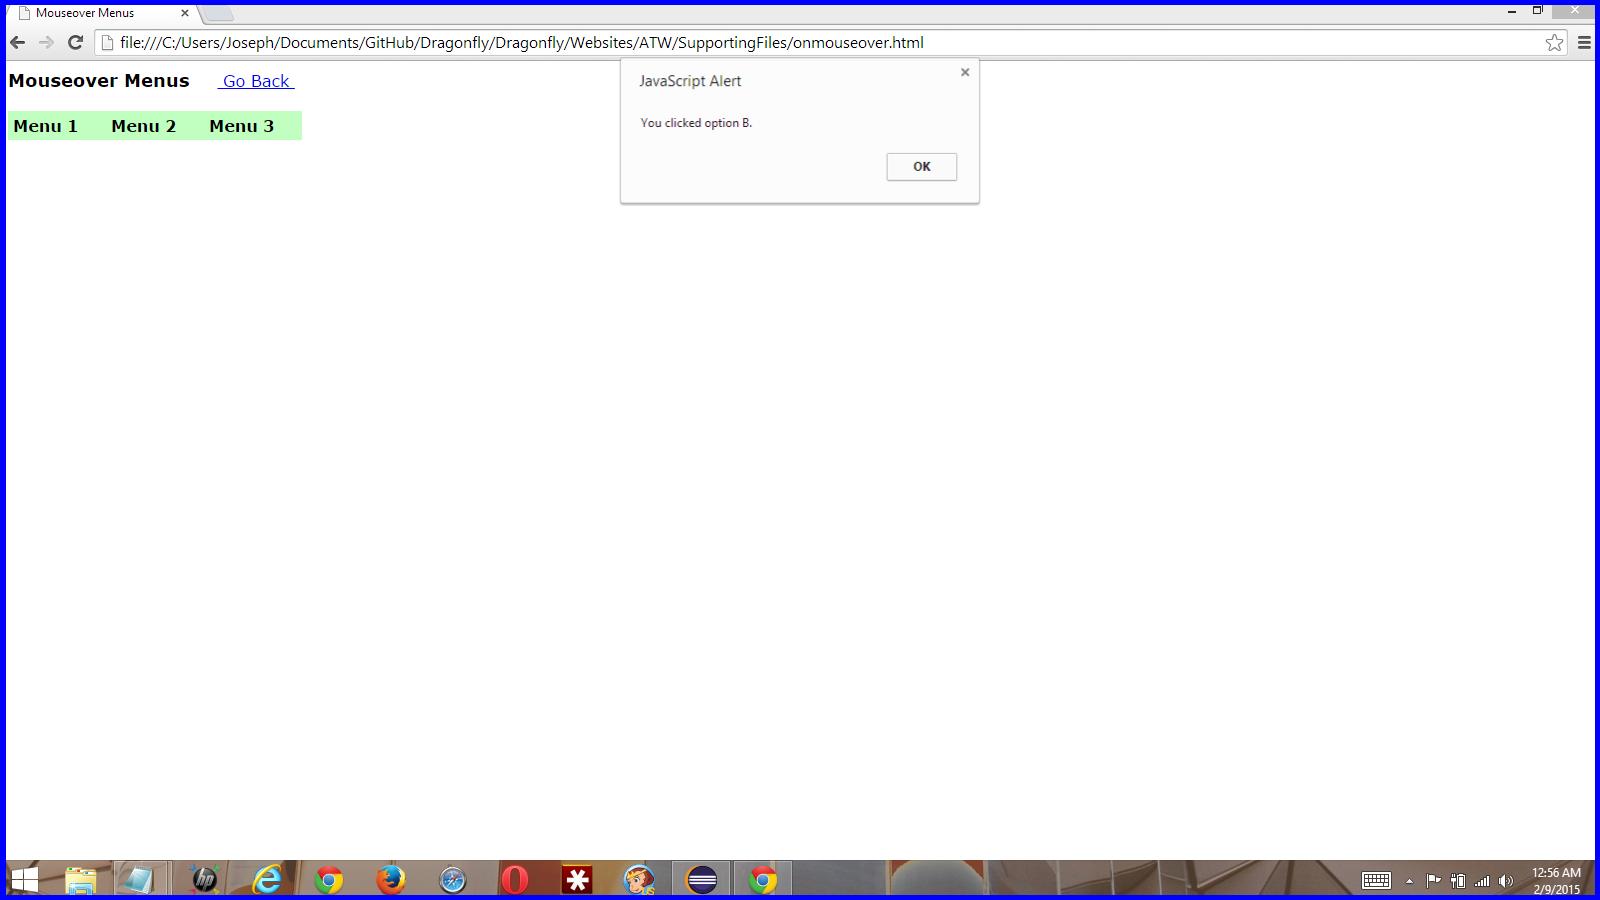 Mouseover Menus
file:///C:/Users/Joseph/Documents/GitHub/Dragonfly/Dragonfly/Websites/ATW/SupportingFiles/onmouseover.html
Mouseover Menus Go Back
Menu 1 Menu 2 Menu 3
JavaScript Alert
You clicked option B.
OK
hp
12:56 AM
2/9/2015